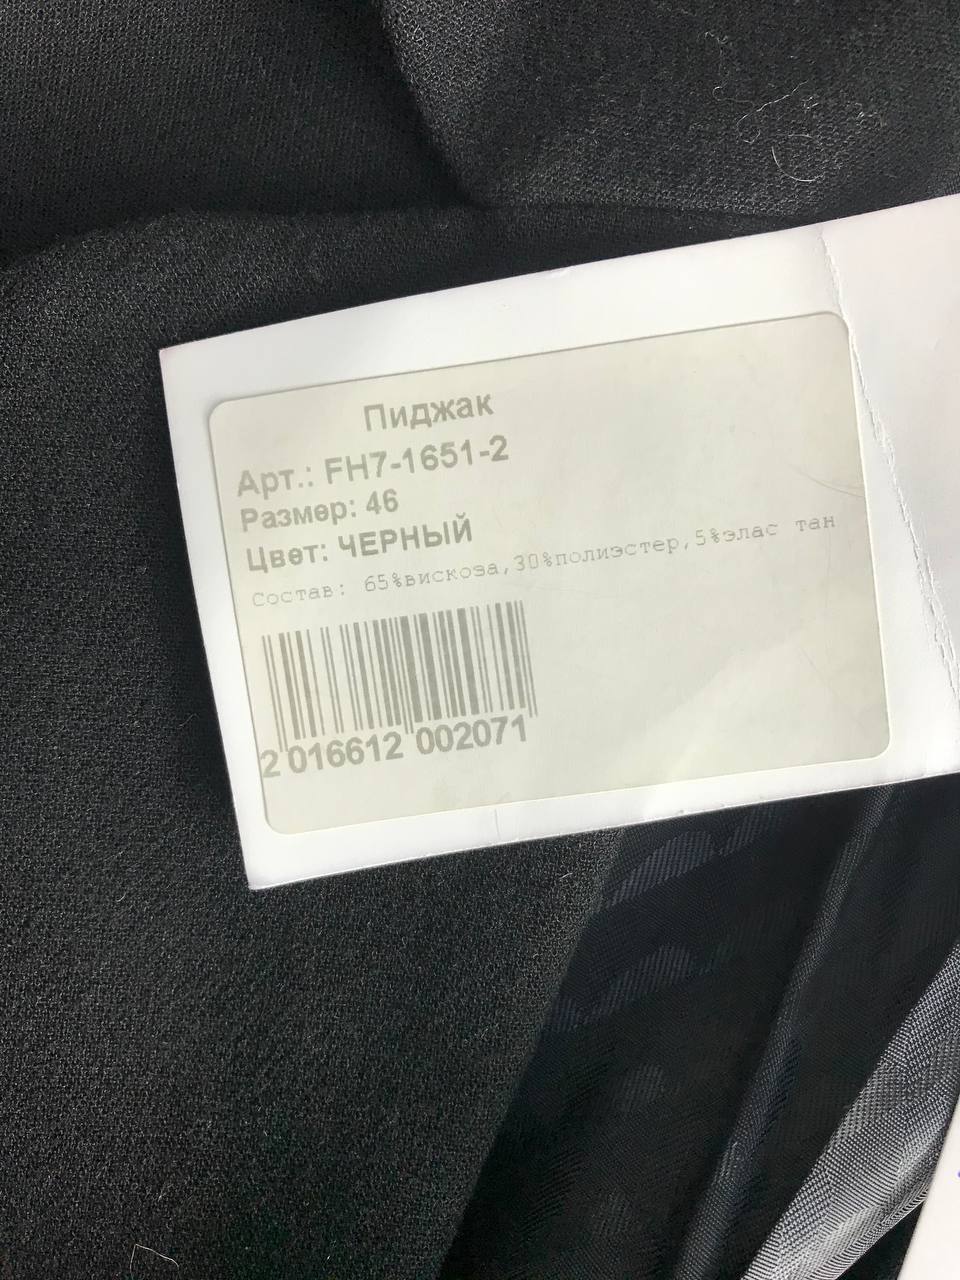 Пиджак
Арт.: FH7-1651-2
Размер: 46
Цвет: ЧЕРНЫЙ
Состав: 65%вискоза,30%полиэстер,5%элас тан
2 016612 002071